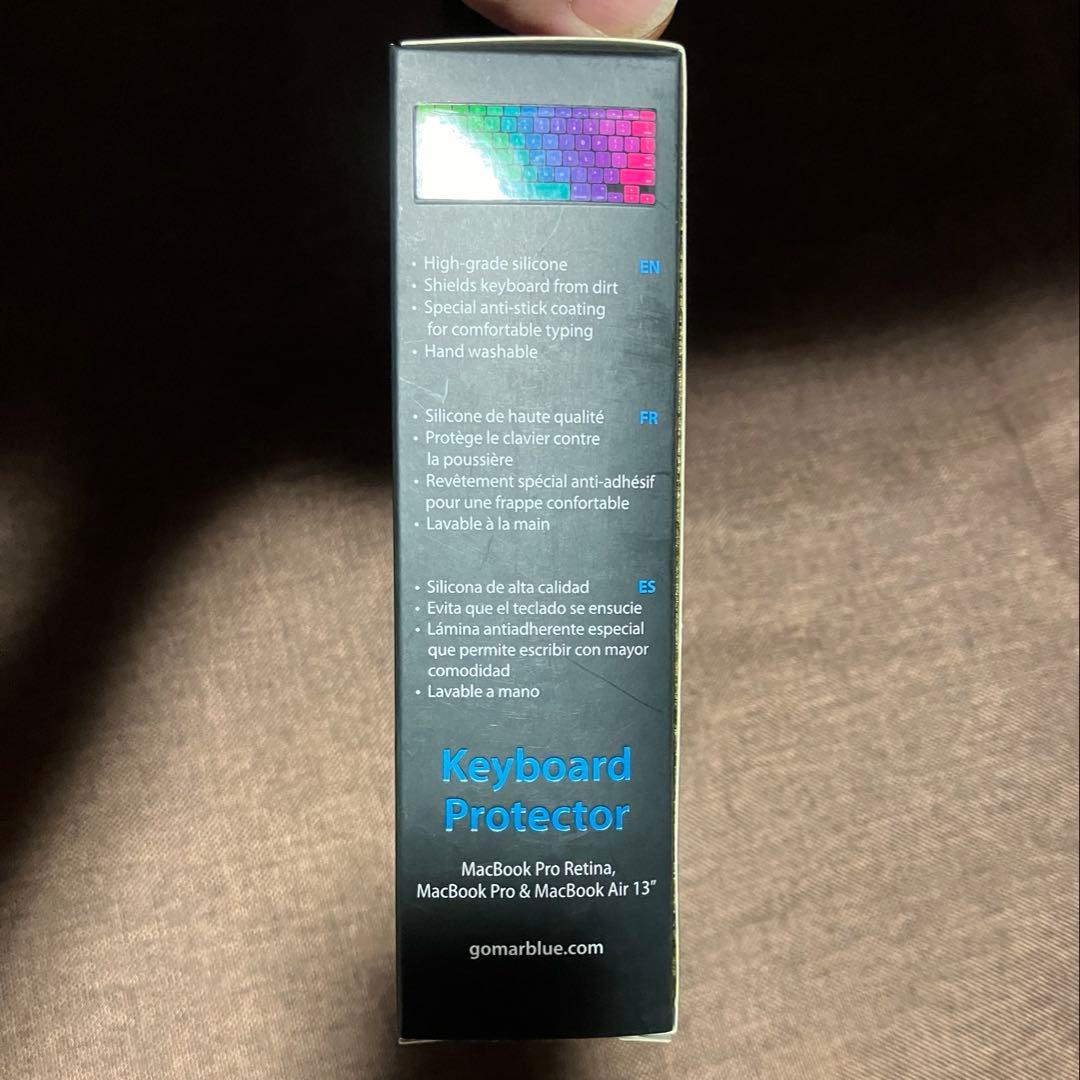 • High-grade silicone EN
• Shields keyboard from dirt
• Special anti-stick coating
for comfortable typing
• Hand washable
• Silicone de haute qualité FR
• Protège le clavier contre
la poussière
• Revêtement spécial anti-adhésif
pour une frappe confortable
• Lavable à la main
• Silicona de alta calidad ES
• Evita que el teclado se ensucie
• Lámina antiadherente especial
que permite escribir con mayor
comodidad
• Lavable a mano
Keyboard
Protector
MacBook Pro Retina,
MacBook Pro & MacBook Air 13"
gomarblue.com